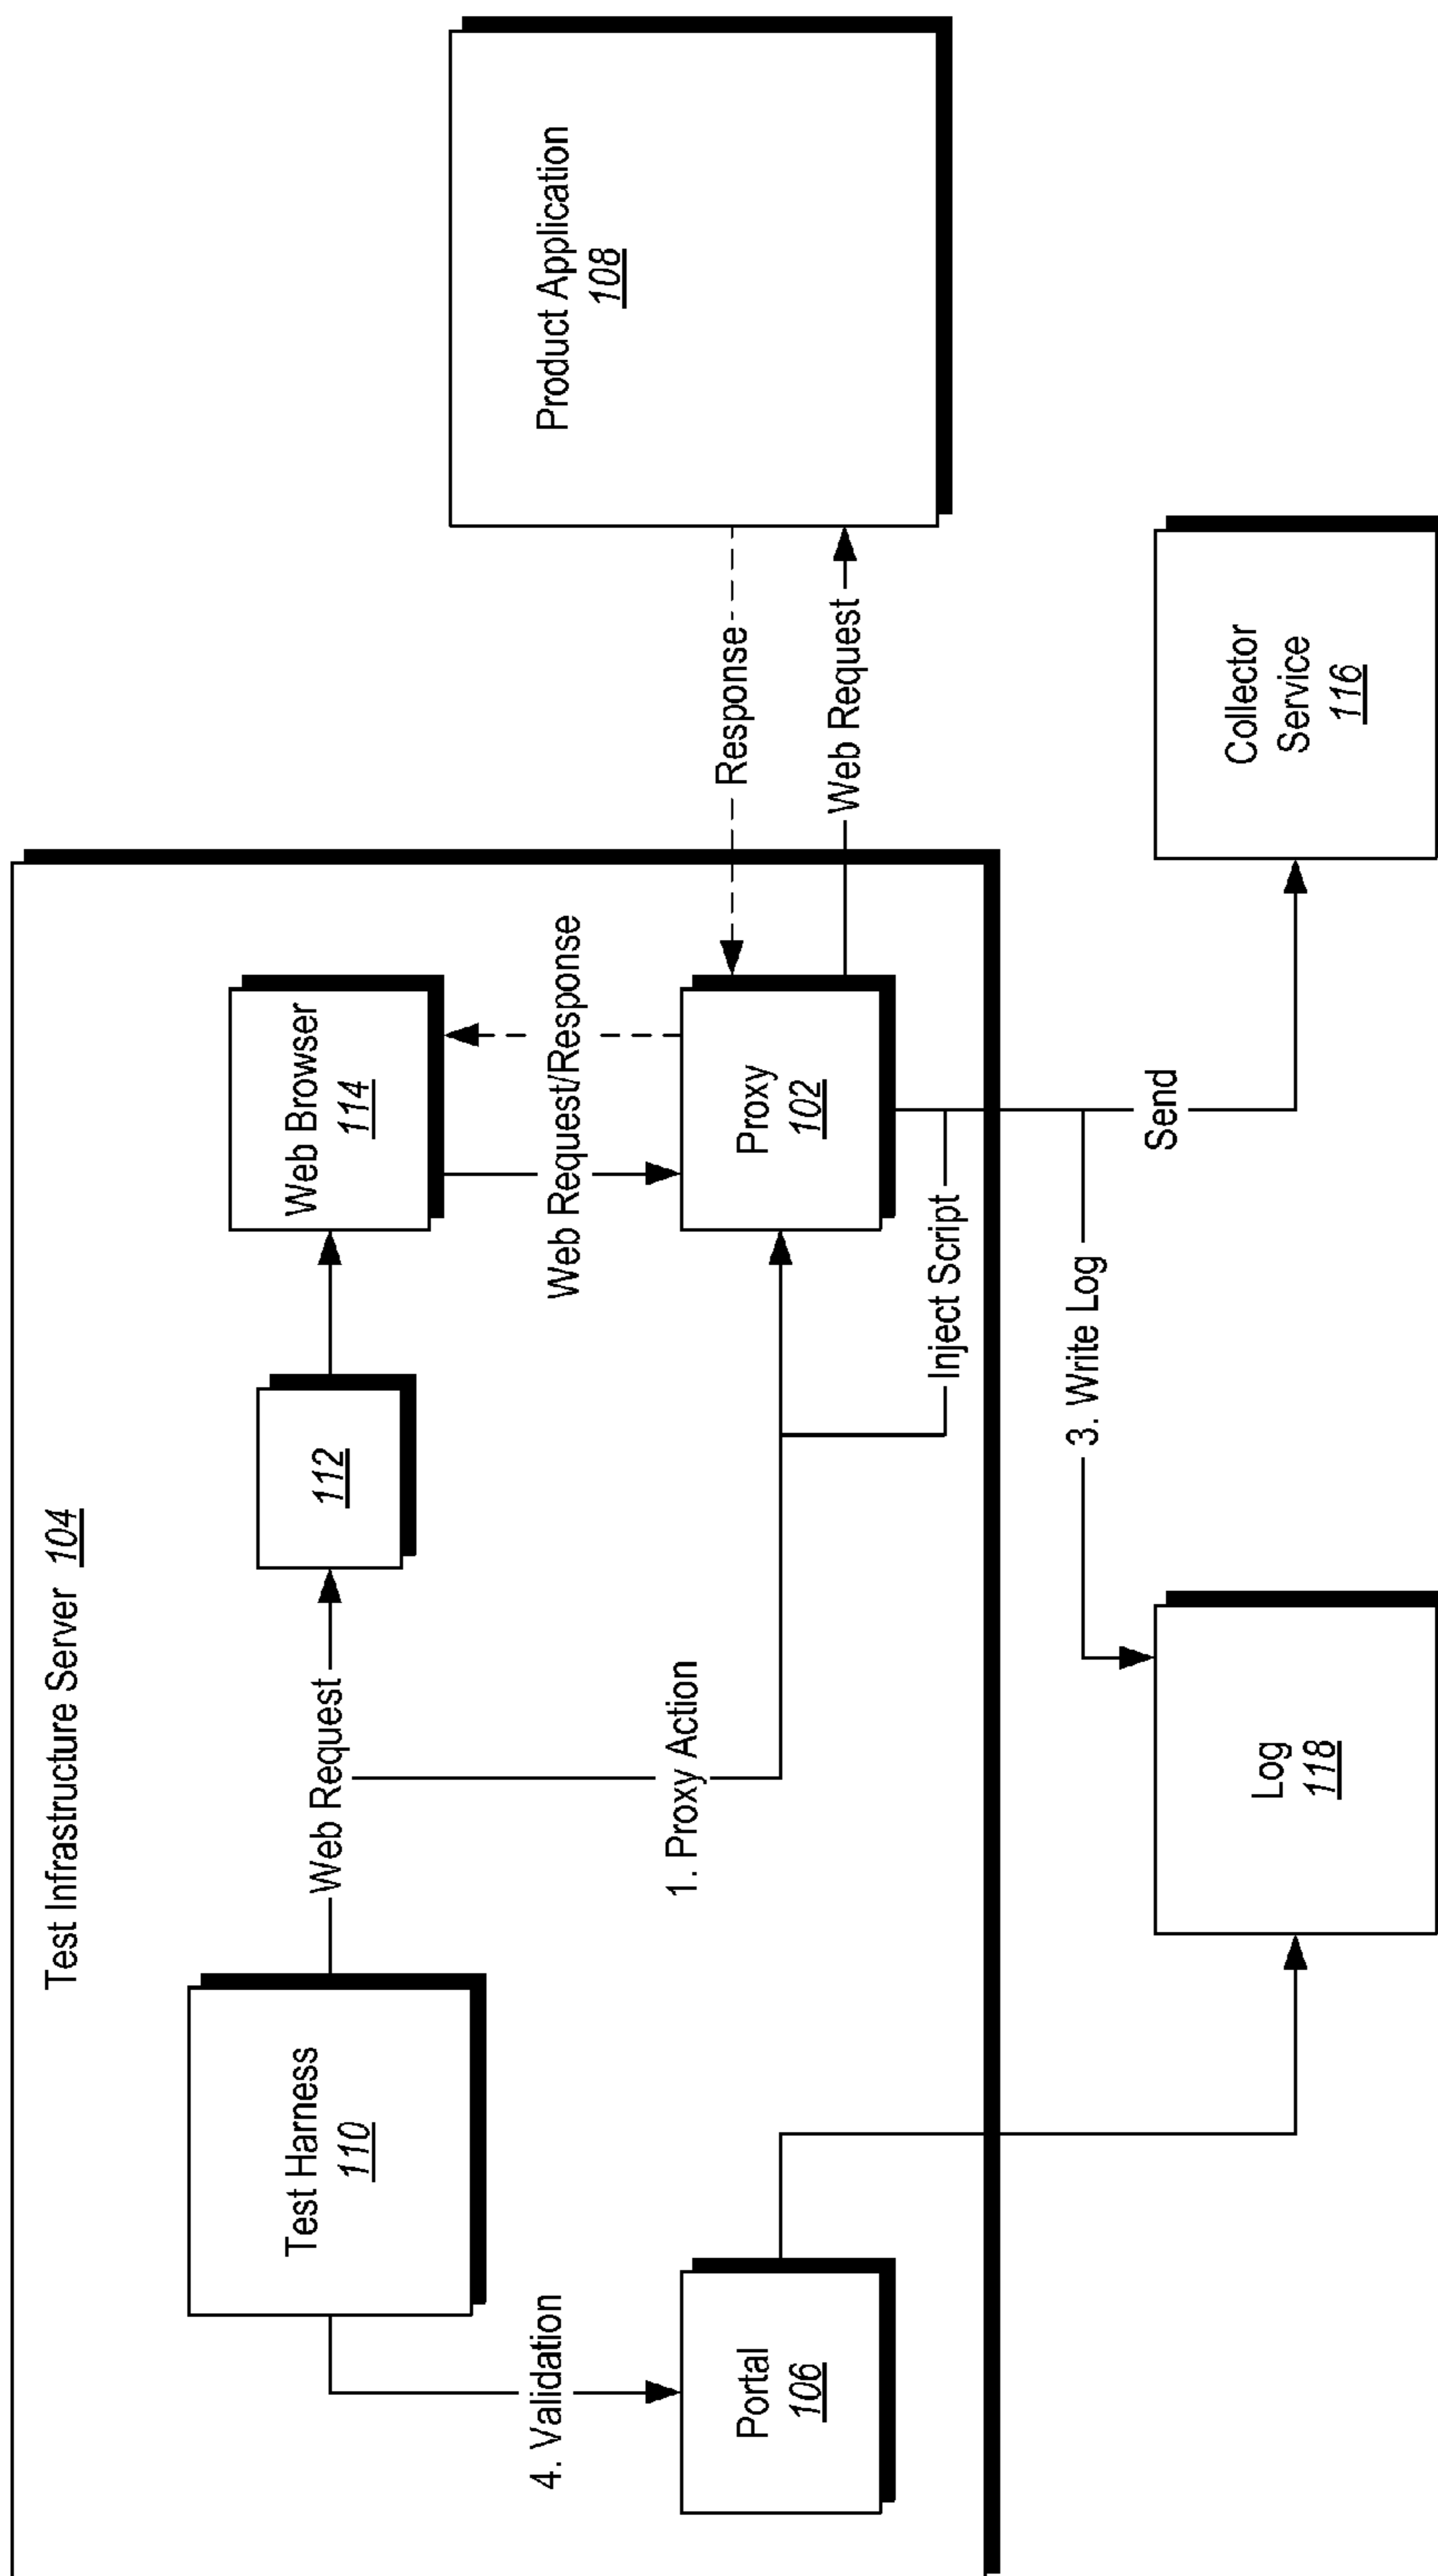 Test Infrastructure Server 104
Test Harness
110
Web Request
112
Web Browser
114
Product Application
108
4. Validation
1. Proxy Action
Web Request/Response
Response
Web Request
Portal
106
Proxy
102
Inject Script
3. Write Log
Send
Log
118
Collector
Service
116